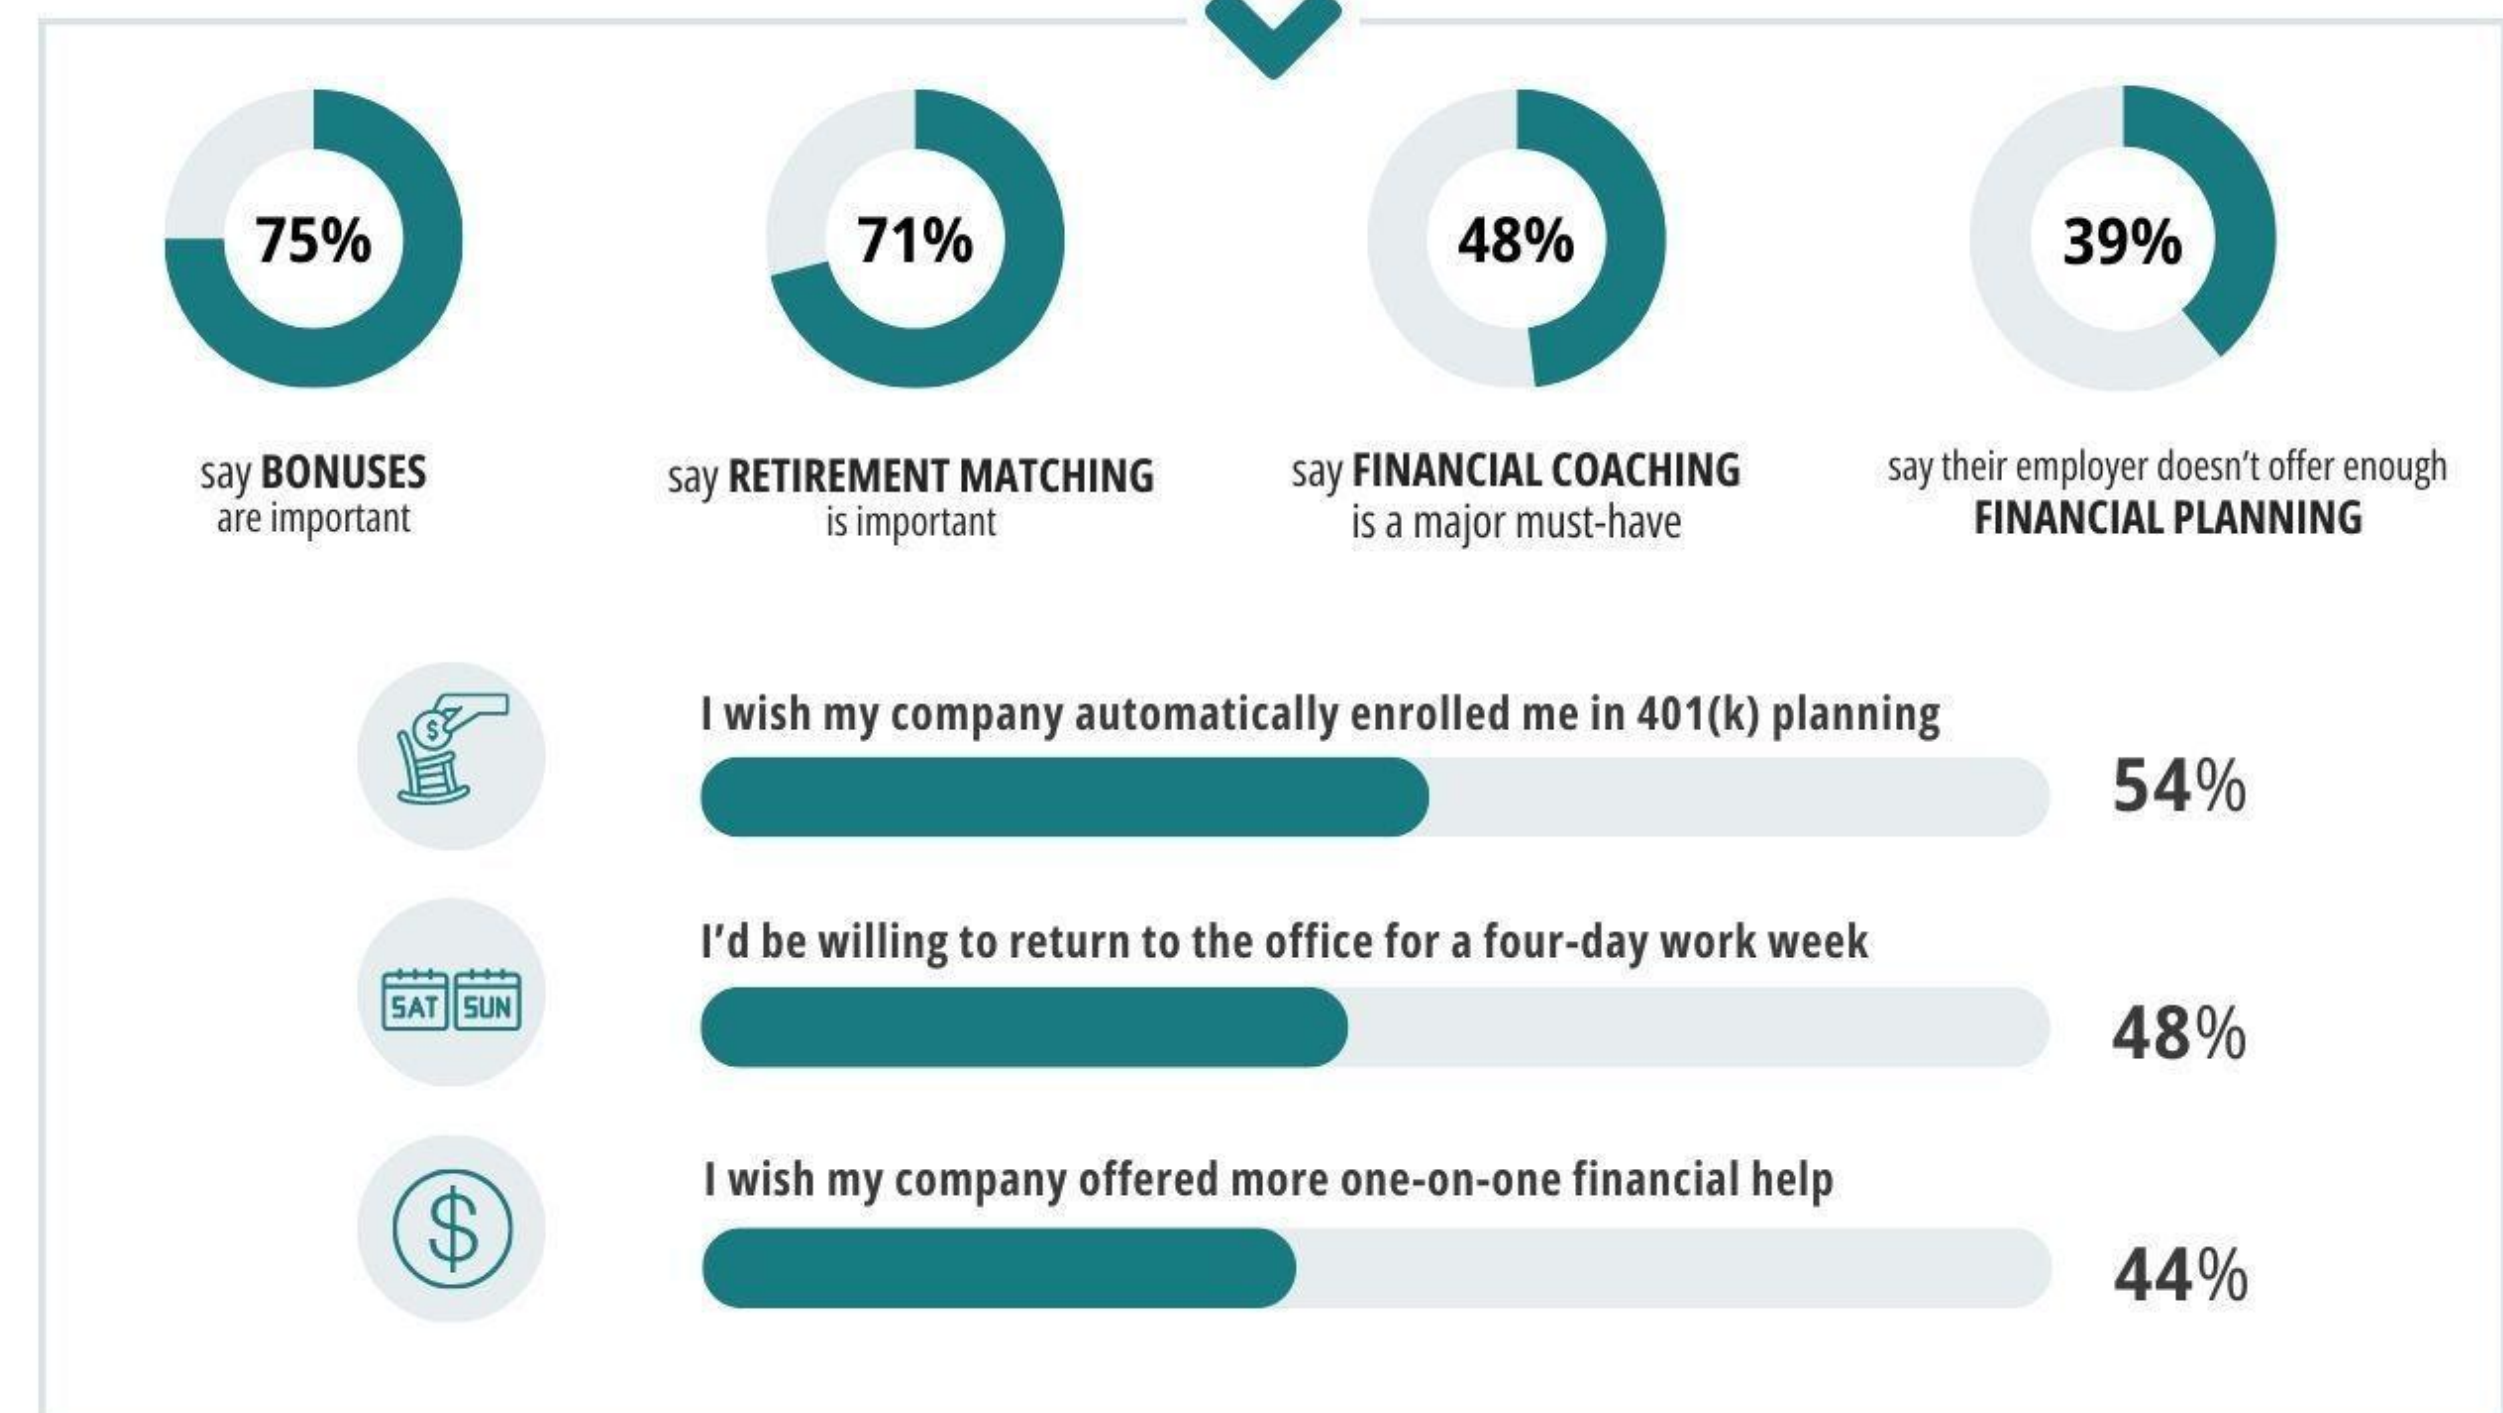 75%
71%
48%
39%
say BONUSES
are important
say RETIREMENT MATCHING
is important
say FINANCIAL COACHING
is a major must-have
say their employer doesn't offer enough
FINANCIAL PLANNING
I wish my company automatically enrolled me in 401(k) planning
54%
I'd be willing to return to the office for a four-day work week
SAT SUN
48%
I wish my company offered more one-on-one financial help
$
44%